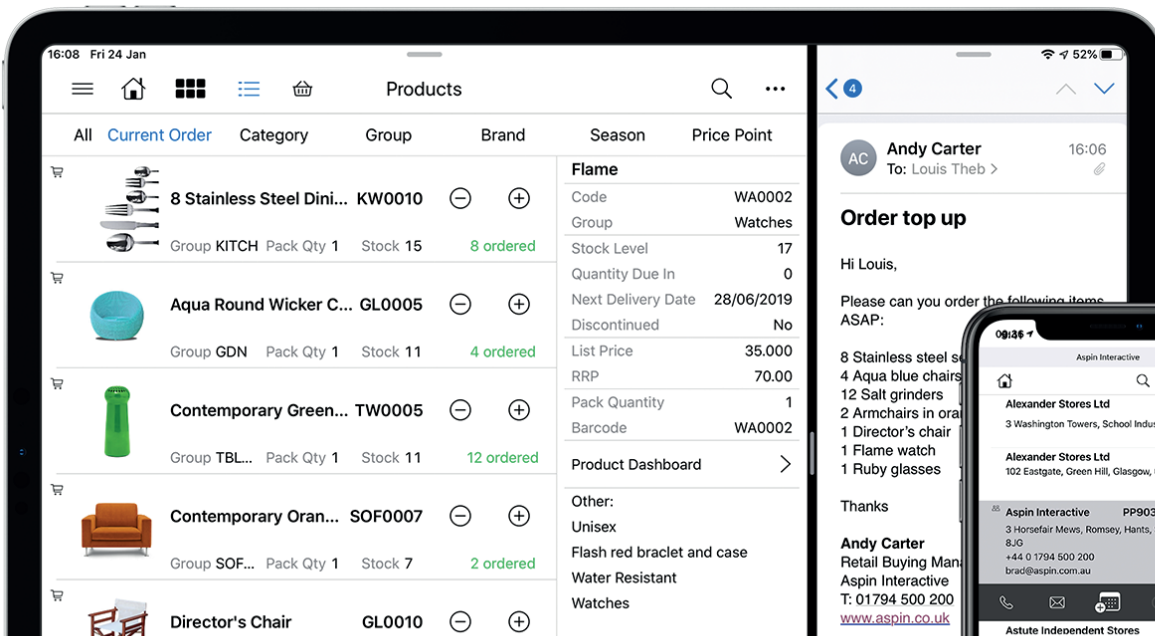 16:08 Fri 24 Jan
52%
Products
All Current Order Category Group Brand Season Price Point
8 Stainless Steel Dini... KW0010
Group KITCH Pack Qty 1 Stock 15 8 ordered
Aqua Round Wicker C... GL0005
Group GDN Pack Qty 1 Stock 11 4 ordered
Contemporary Green... TW0005
Group TBL... Pack Qty 1 Stock 11 12 ordered
Contemporary Oran... SOF0007
Group SOF... Pack Qty 1 Stock 7 2 ordered
Director's Chair GL0010
Flame
Code WA0002
Group Watches
Stock Level 17
Quantity Due In 0
Next Delivery Date 28/06/2019
Discontinued No
List Price 35.000
RRP 70.00
Pack Quantity 1
Barcode WA0002
Product Dashboard
Other:
Unisex
Flash red braclet and case
Water Resistant
Watches
4
AC
Andy Carter 16:06
To: Louis Theb
Order top up
Hi Louis,
Please can you order the following items
ASAP:
8 Stainless steel
4 Aqua blue chairs
12 Salt grinders
2 Armchairs in
1 Director's chair
1 Flame watch
1 Ruby glasses
Thanks
Andy Carter
Retail Buying
Aspin Interactive
T: 01794 500 200
www.aspin.co.uk
Aspin Interactive
Alexander Stores Ltd
3 Washington Towers, School
Alexander Stores Ltd
102 Eastgate, Green Hill, Glasgow,
Aspin Interactive PP903
3 Horsefair Mews, Romsey, Hants,
8JG
+44 0 1794 500 200
brad@aspin.com.au
Astute Independent Stores